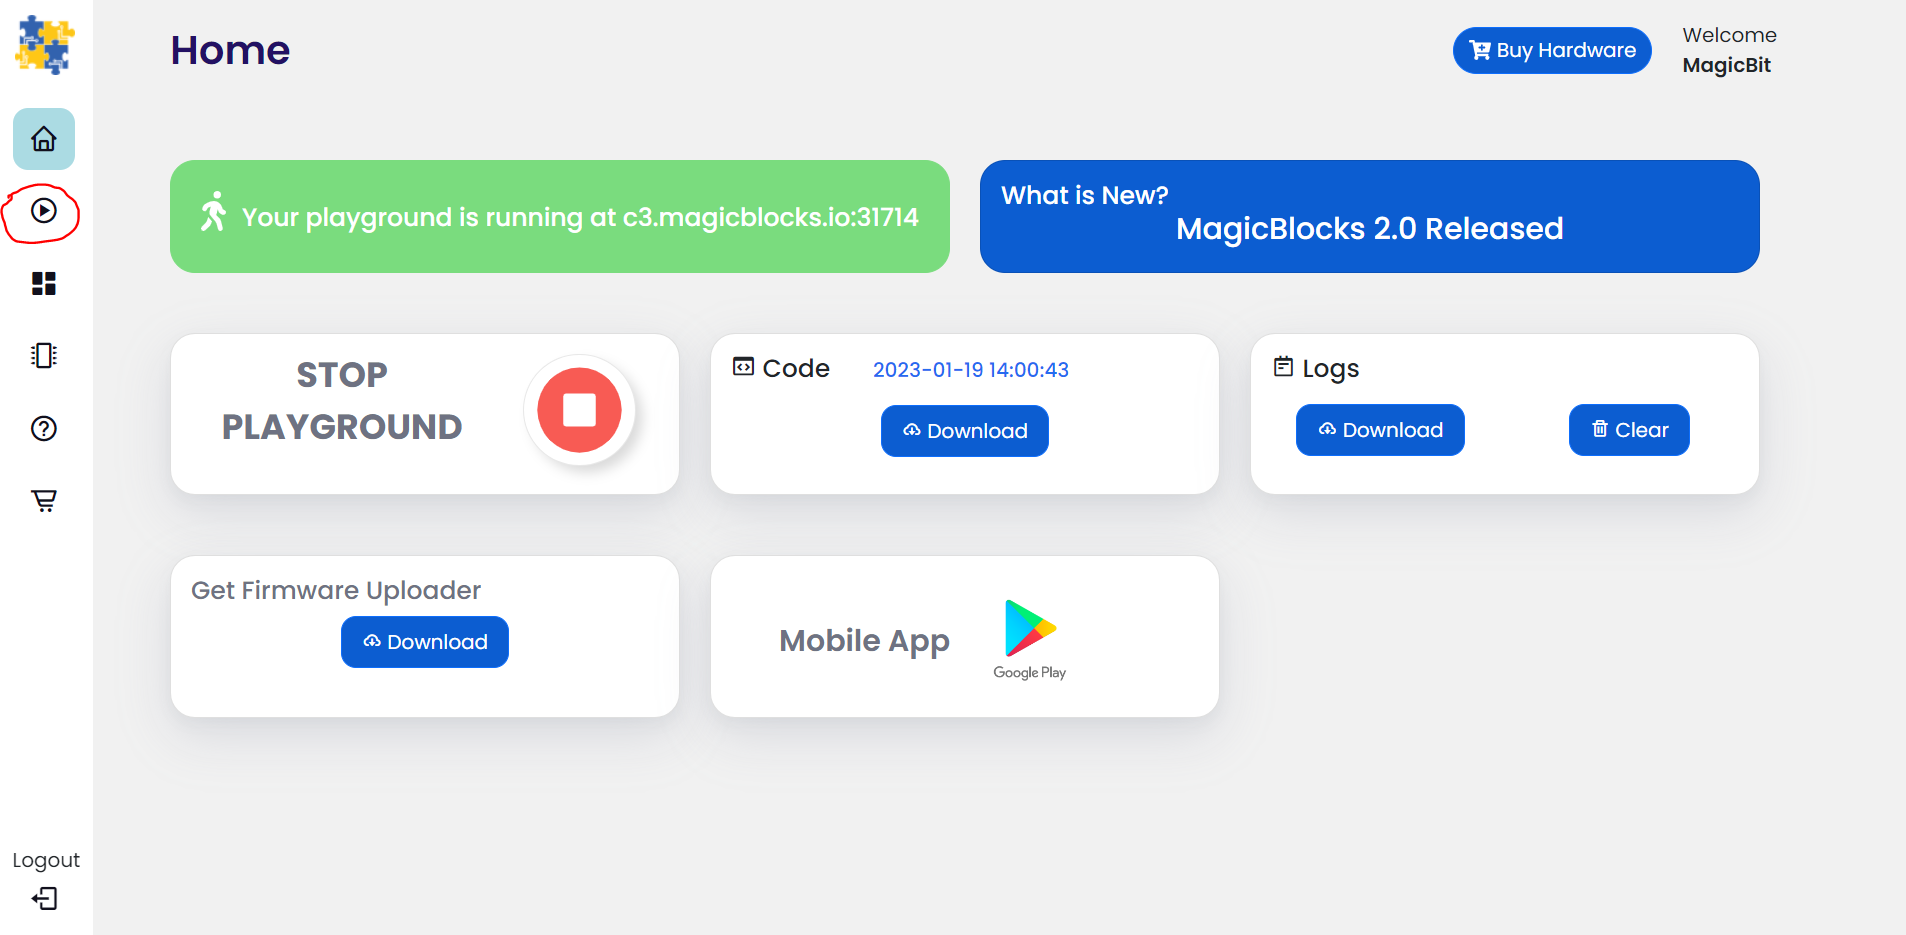 Home
Buy Hardware
Welcome
MagicBit
Your playground is running at c3.magicblocks.io:31714
What is New?
MagicBlocks 2.0 Released
STOP
PLAYGROUND
Code
2023-01-19 14:00:43
Download
Logs
Download
Clear
Get Firmware Uploader
Download
Mobile App
Google Play
Logout